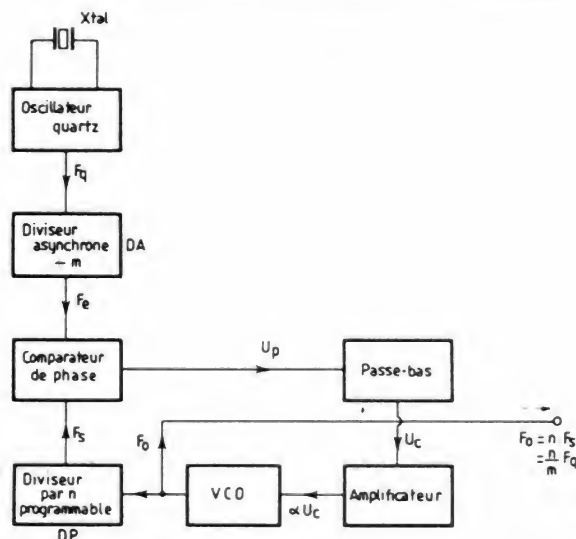 Xtal
Oscillateur
quartz
Fq
Diviseur
asynchrone
÷ m
DA
Fe
Comparateur
de phase
Up
Passe-bas
Fs
Fo
Uc
Fo = n Fs
= n/m Fq
Diviseur
par n
programmable
DP
VCO
αUc
Amplificateur